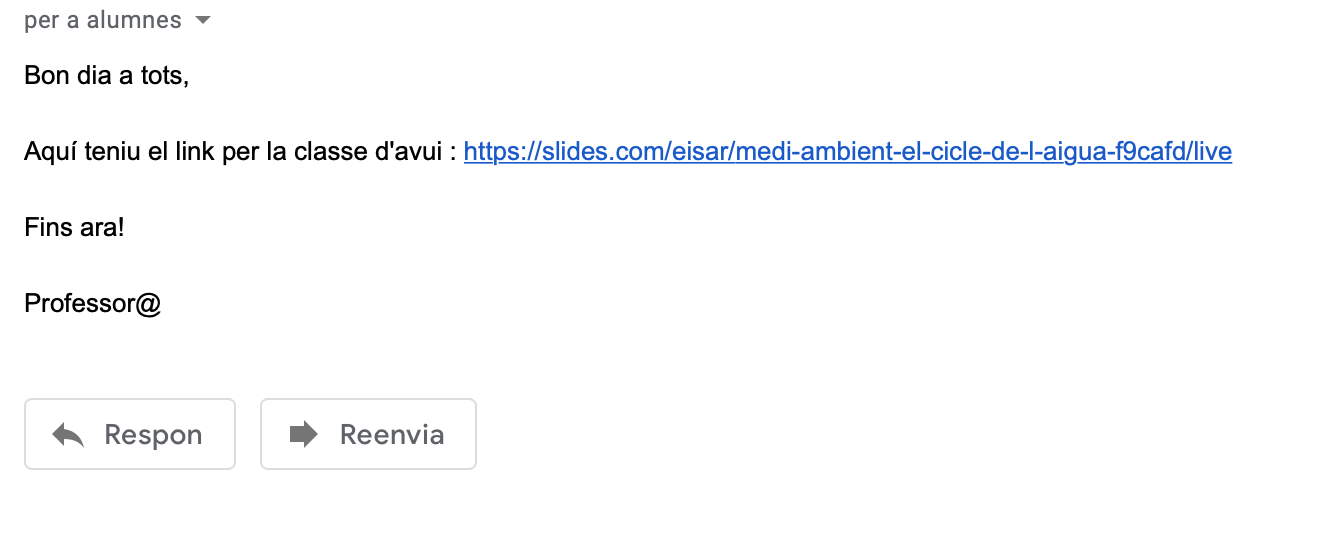 per a alumnes
Bon dia a tots,
Aquí teniu el link per la classe d'avui : https://slides.com/eisar/medi-ambient-el-cicle-de-l-aigua-f9cafd/live
Fins ara!
Professor@
Respon
Reenvia